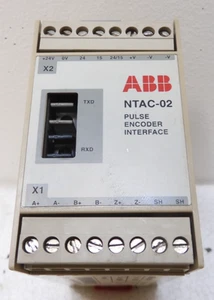 +24V 0V 24 15 24/15 +V -V -V
X2
TXD
ABB
NTAC-02
PULSE
ENCODER
INTERFACE
RXD
X1
A+ A- B+ B- Z+ Z- SH SH